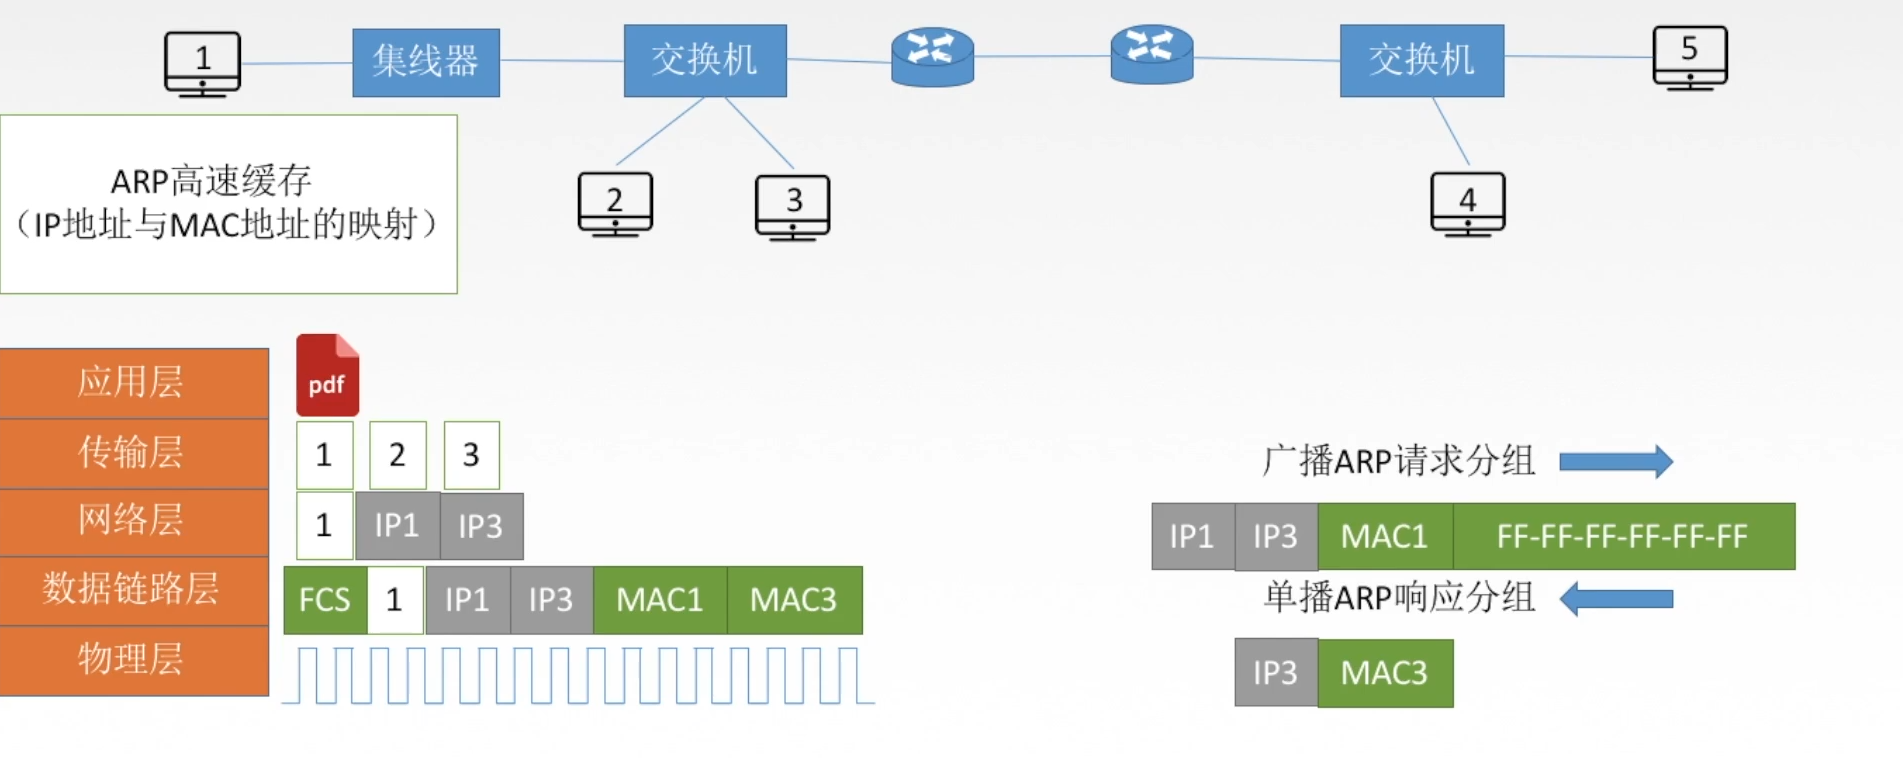 1
集线器
交换机
交换机
5
ARP高速缓存
（IP地址与MAC地址的映射）
2
3
4
应用层
pdf
传输层
1 2 3
网络层
1 IP1 IP3
数据链路层
FCS 1 IP1 IP3 MAC1 MAC3
物理层
广播ARP请求分组
IP1 IP3 MAC1 FF-FF-FF-FF-FF-FF
单播ARP响应分组
IP3 MAC3